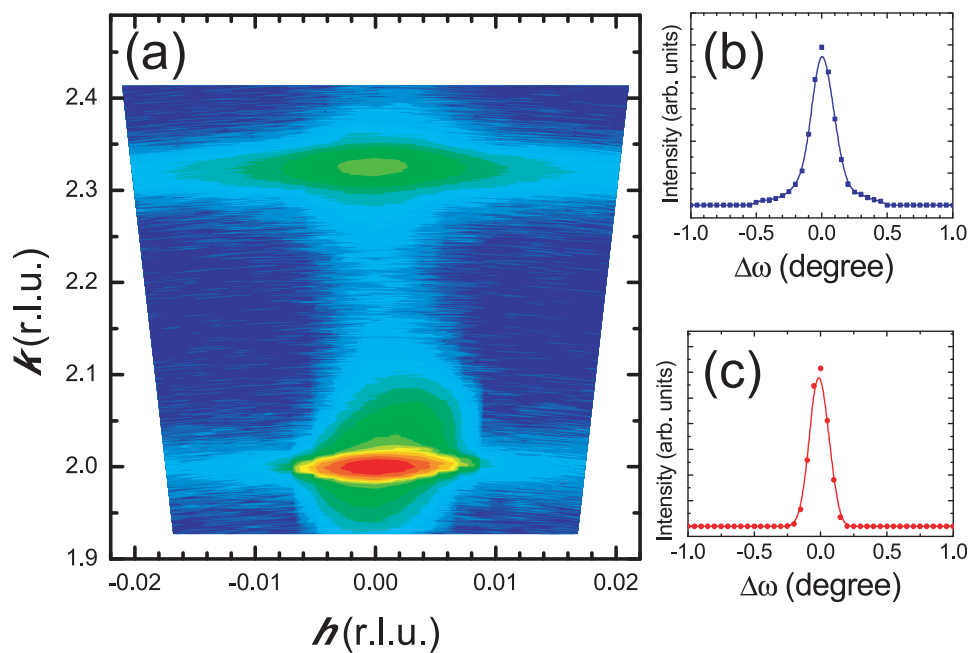 (a)
2.4
2.3
2.2
2.1
2.0
1.9
k (r.l.u.)
-0.02
-0.01
0.00
0.01
0.02
h (r.l.u.)
(b)
Intensity (arb. units)
-1.0
-0.5
0.0
0.5
1.0
Δω (degree)
(c)
Intensity (arb. units)
-1.0
-0.5
0.0
0.5
1.0
Δω (degree)